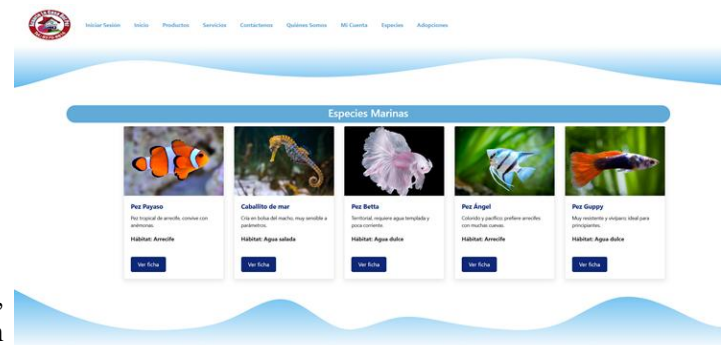 Iniciar Sesión Inicio Productos Servicios Contáctenos Quiénes Somos Mi Cuenta Especies Adopciones
Especies Marinas
Pez Payaso
Pez tropical de arrecife, convive con
anémonas.
Hábitat: Arrecife
Ver ficha
Caballito de mar
Cría en bolsa del macho, muy sensible a
parámetros.
Hábitat: Agua salada
Ver ficha
Pez Betta
Territorial, requiere agua templada y
poca corriente.
Hábitat: Agua dulce
Ver ficha
Pez Ángel
Colorido y pacífico; prefiere arrecifes
con muchas cuevas.
Hábitat: Arrecife
Ver ficha
Pez Guppy
Muy resistente y vivíparo; ideal para
principiantes.
Hábitat: Agua dulce
Ver ficha